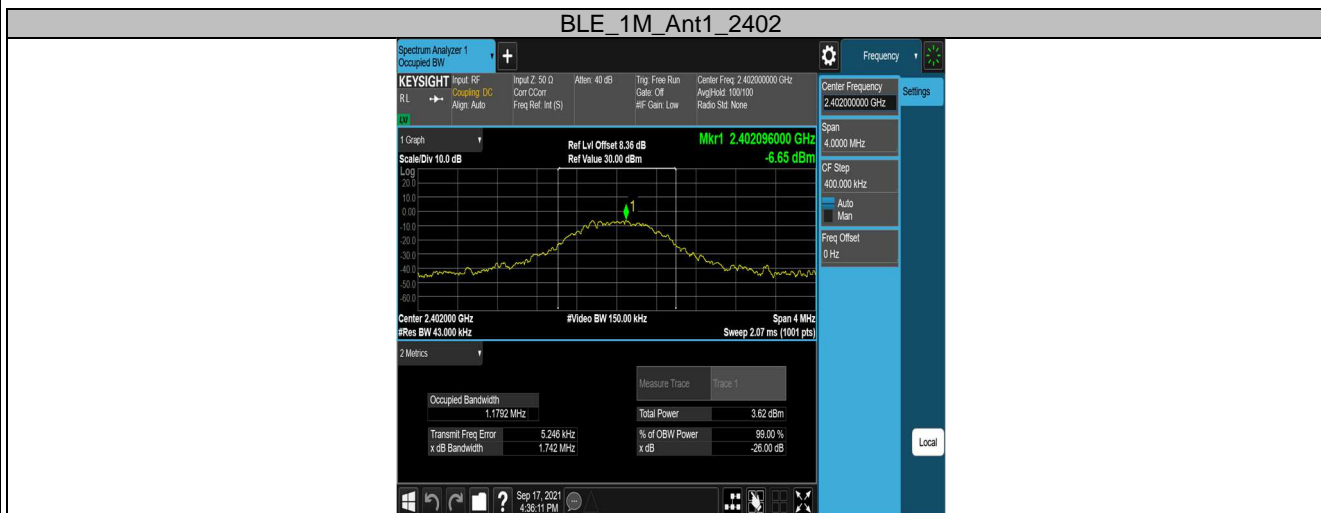 BLE_1M_Ant1_2402
Spectrum Analyzer 1
Occupied BW
+
Frequency
KEYSIGHT
RL
Input: RF
Coupling: DC
Align: Auto
Input Z: 50 Ω
Corr CCorr
Freq Ref: Int (S)
Atten: 40 dB
Trig: Free Run
Gate: Off
#IF Gain: Low
Center Freq: 2.402000000 GHz
Avg|Hold: 100/100
Radio Std: None
Center Frequency
2.402000000 GHz
Settings
Span
4.0000 MHz
CF Step
400.000 kHz
Auto
Man
Freq Offset
0 Hz
Local
1 Graph
Scale/Div 10.0 dB
Ref Lvl Offset 8.36 dB
Ref Value 30.00 dBm
Mkr1 2.402096000 GHz
-6.65 dBm
Log
20.0
10.0
0.00
-10.0
-20.0
-30.0
-40.0
-50.0
-60.0
1
Center 2.402000 GHz
#Res BW 43.000 kHz
#Video BW 150.00 kHz
Span 4 MHz
Sweep 2.07 ms (1001 pts)
2 Metrics
Measure Trace
Trace 1
Occupied Bandwidth
1.1792 MHz
Total Power
3.62 dBm
Transmit Freq Error
5.246 kHz
% of OBW Power
99.00 %
x dB Bandwidth
1.742 MHz
x dB
-26.00 dB
?
Sep 17, 2021
4:36:11 PM